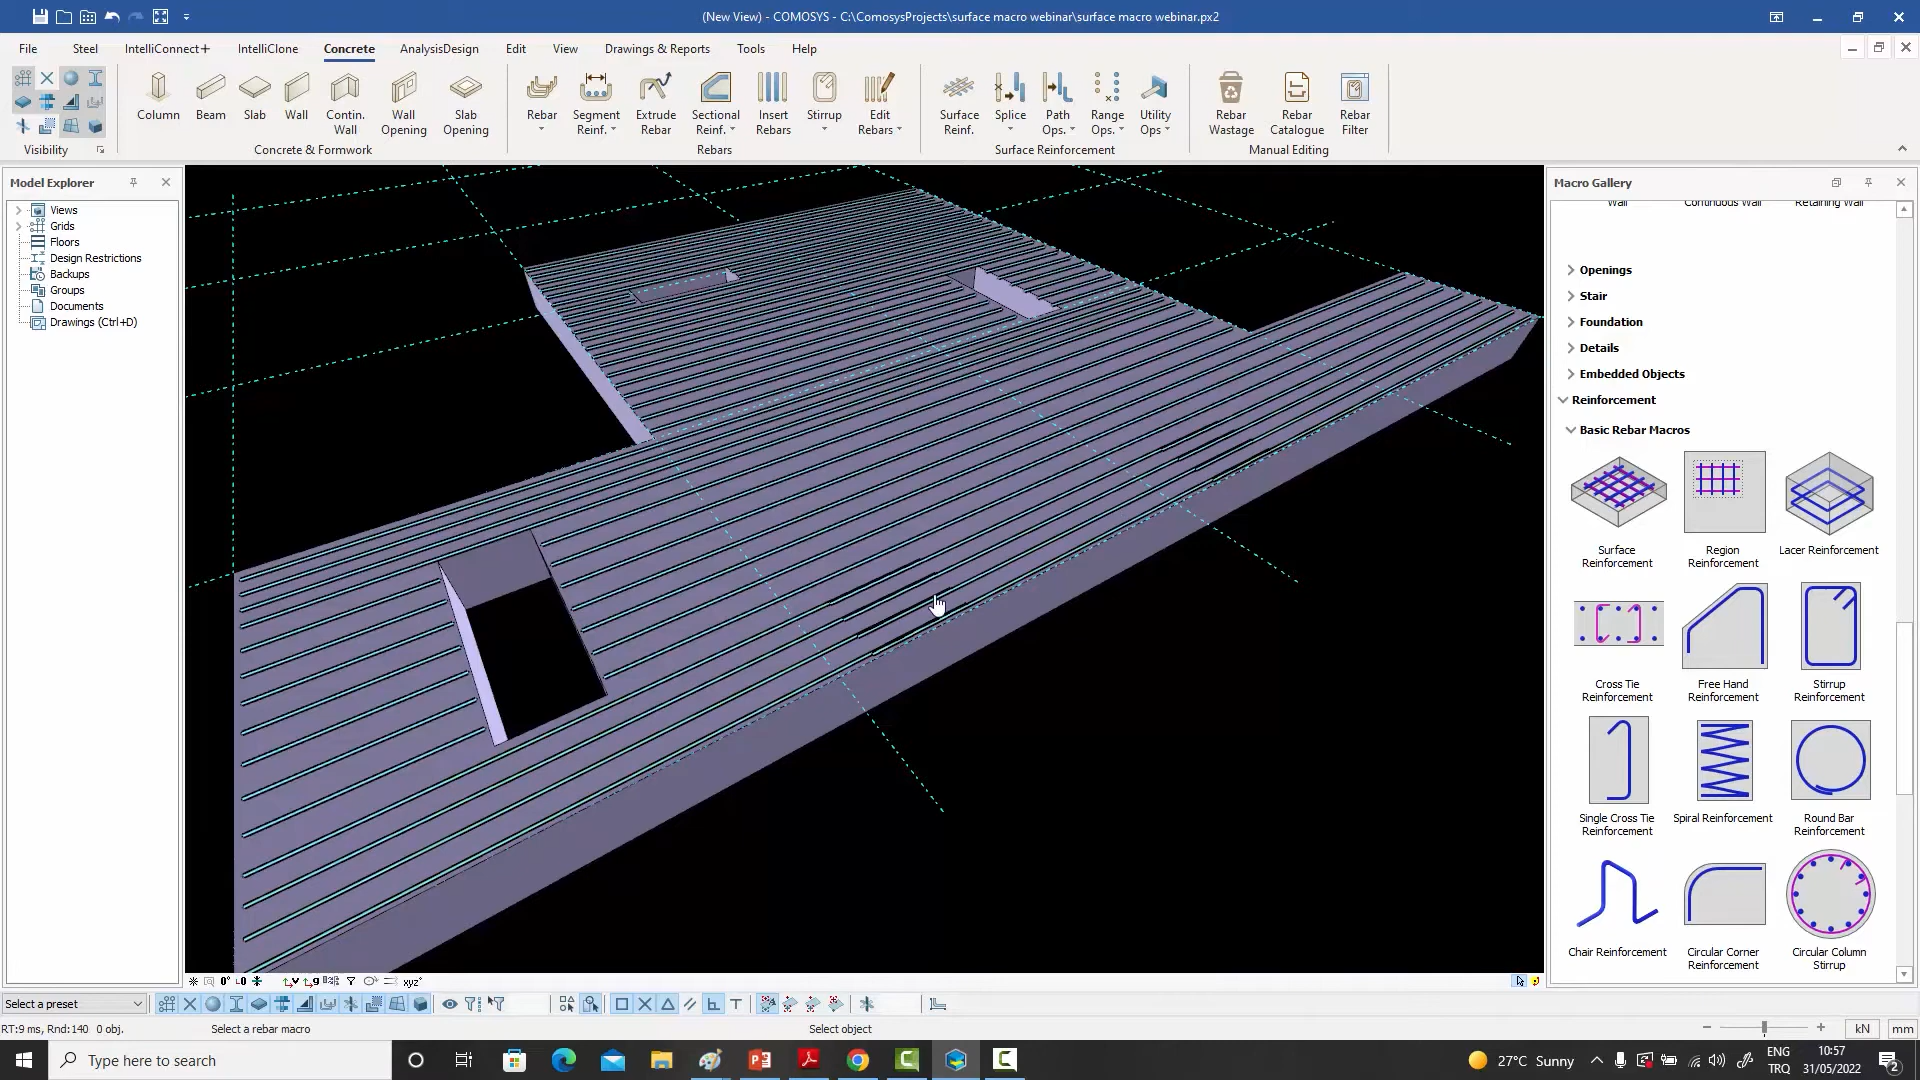 (New View) - COMOSYS - C:\ComosysProjects\surface macro webinar\surface macro webinar.px2
File Steel IntelliConnect+ IntelliClone Concrete AnalysisDesign Edit View Drawings & Reports Tools Help
Column Beam Slab Wall Contin. Wall Wall Opening Slab Opening Rebar Segment Reinf. Extrude Rebar Sectional Reinf. Insert Rebars Stirrup Edit Rebars Surface Reinf. Splice Path Ops. Range Ops. Utility Ops Rebar Wastage Rebar Catalogue Rebar Filter
Visibility Concrete & Formwork Rebars Surface Reinforcement Manual Editing
Model Explorer
Views
Grids
Floors
Design Restrictions
Backups
Groups
Documents
Drawings (Ctrl+D)
Macro Gallery
Wall Continuous Wall Retaining Wall
Openings
Stair
Foundation
Details
Embedded Objects
Reinforcement
Basic Rebar Macros
Surface Reinforcement Region Reinforcement Lacer Reinforcement
Cross Tie Reinforcement Free Hand Reinforcement Stirrup Reinforcement
Single Cross Tie Reinforcement Spiral Reinforcement Round Bar Reinforcement
Chair Reinforcement Circular Corner Reinforcement Circular Column Stirrup
xyz
Select a preset
RT:9 ms, Rnd:140 0 obj. Select a rebar macro Select object kN mm
Type here to search 27°C Sunny ENG TRQ 10:57 31/05/2022 2